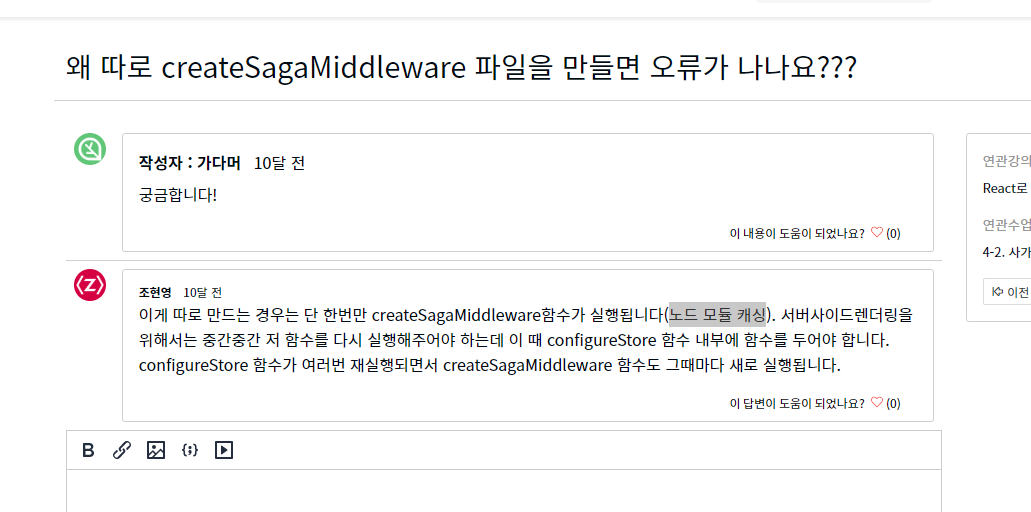 왜 따로 createSagaMiddleware 파일을 만들면 오류가 나나요???
작성자 : 가다머 10달 전
궁금합니다!
이 내용이 도움이 되었나요? ♡ (0)
조현영 10달 전
이게 따로 만드는 경우는 단 한번만 createSagaMiddleware함수가 실행됩니다(노드 모듈 캐싱). 서버사이드렌더링을
위해서는 중간중간 저 함수를 다시 실행해주어야 하는데 이 때 configureStore 함수 내부에 함수를 두어야 합니다.
configureStore 함수가 여러번 재실행되면서 createSagaMiddleware 함수도 그때마다 새로 실행됩니다.
이 답변이 도움이 되었나요? ♡ (0)
B
연관강의
React로
연관수업
4-2. 사가
이전